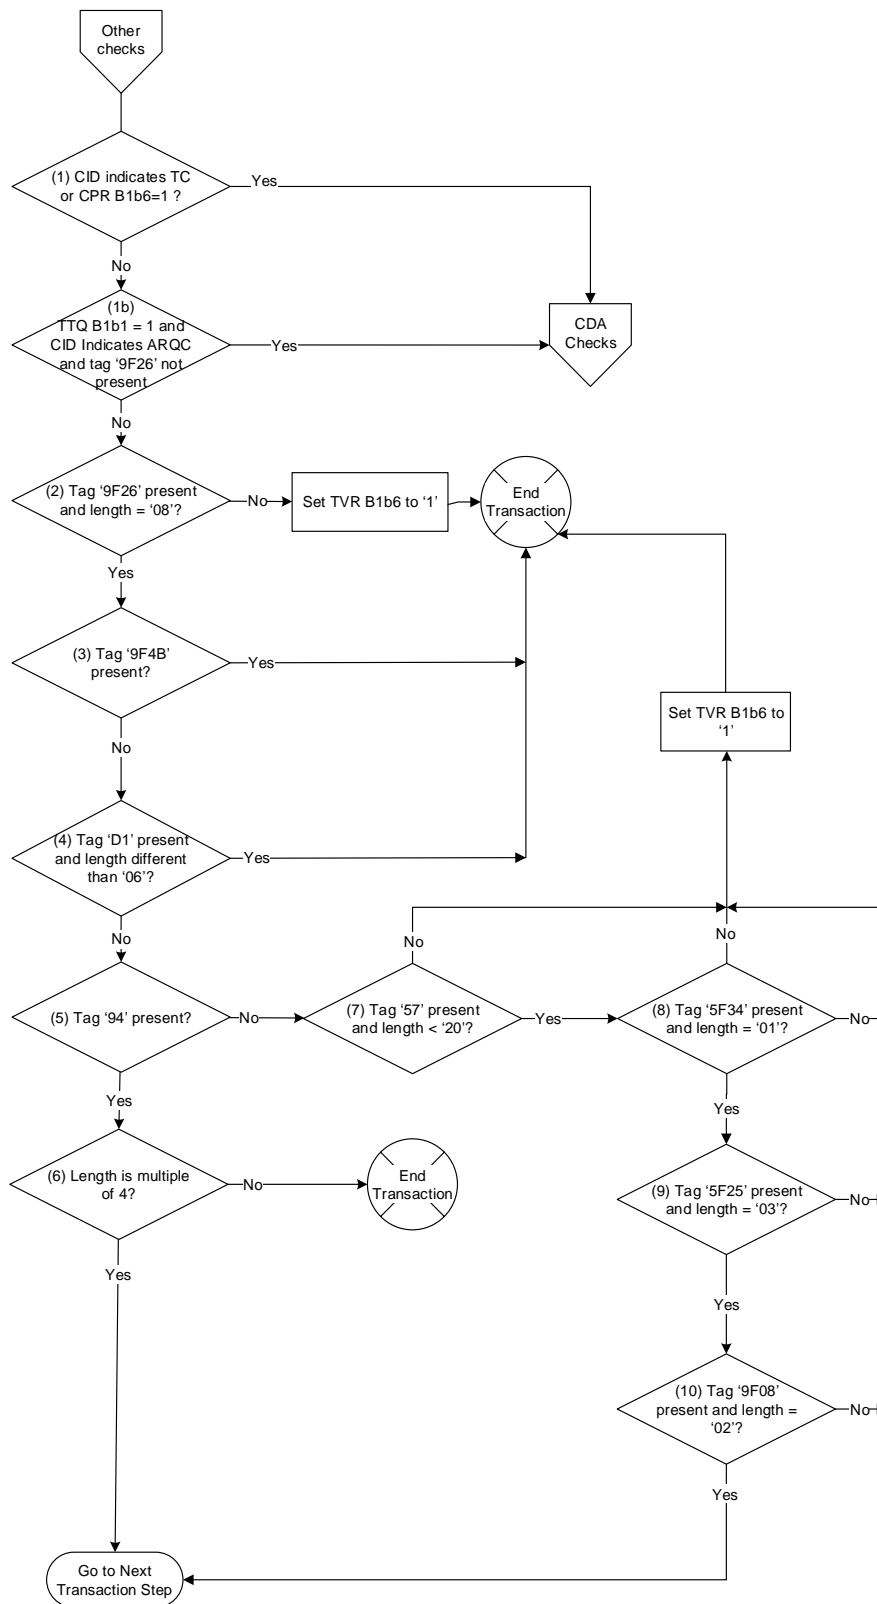 Other
checks
(1) CID indicates TC
or CPR B1b6=1 ?
Yes
No
(1b)
TTQ B1b1 = 1 and
CID Indicates ARQC
and tag ‘9F26’ not
present
Yes
CDA
Checks
No
(2) Tag ‘9F26’ present
and length = ‘08’?
No
Set TVR B1b6 to ‘1’
End
Transaction
Yes
(3) Tag ‘9F4B’
present?
Yes
Set TVR B1b6 to
‘1’
No
(4) Tag ‘D1’ present
and length different
than ‘06’?
Yes
No
No
No
(5) Tag ‘94’ present?
No
(7) Tag ‘57’ present
and length < ‘20’?
Yes
(8) Tag ‘5F34’ present
and length = ‘01’?
No
Yes
Yes
(6) Length is multiple
of 4?
No
End
Transaction
(9) Tag ‘5F25’ present
and length = ‘03’?
No
Yes
Yes
(10) Tag ‘9F08’
present and length =
‘02’?
No
Yes
Go to Next
Transaction Step